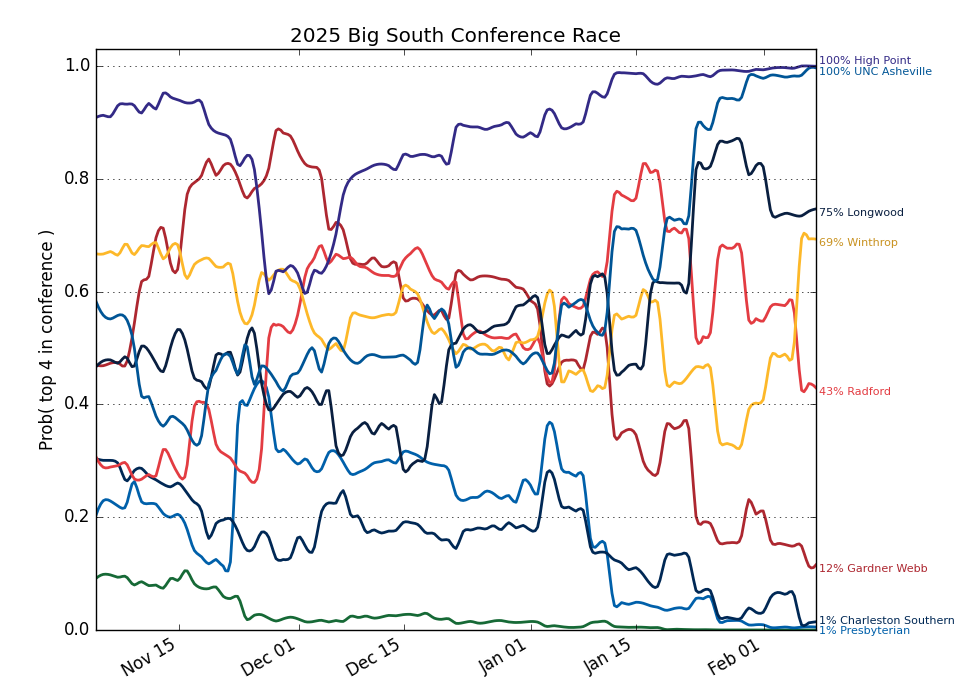 2025 Big South Conference Race
Prob( top 4 in conference )
1.0
0.8
0.6
0.4
0.2
0.0
Nov 15
Dec 01
Dec 15
Jan 01
Jan 15
Feb 01
100% High Point
100% UNC Asheville
75% Longwood
69% Winthrop
43% Radford
12% Gardner Webb
1% Charleston Southern
1% Presbyterian